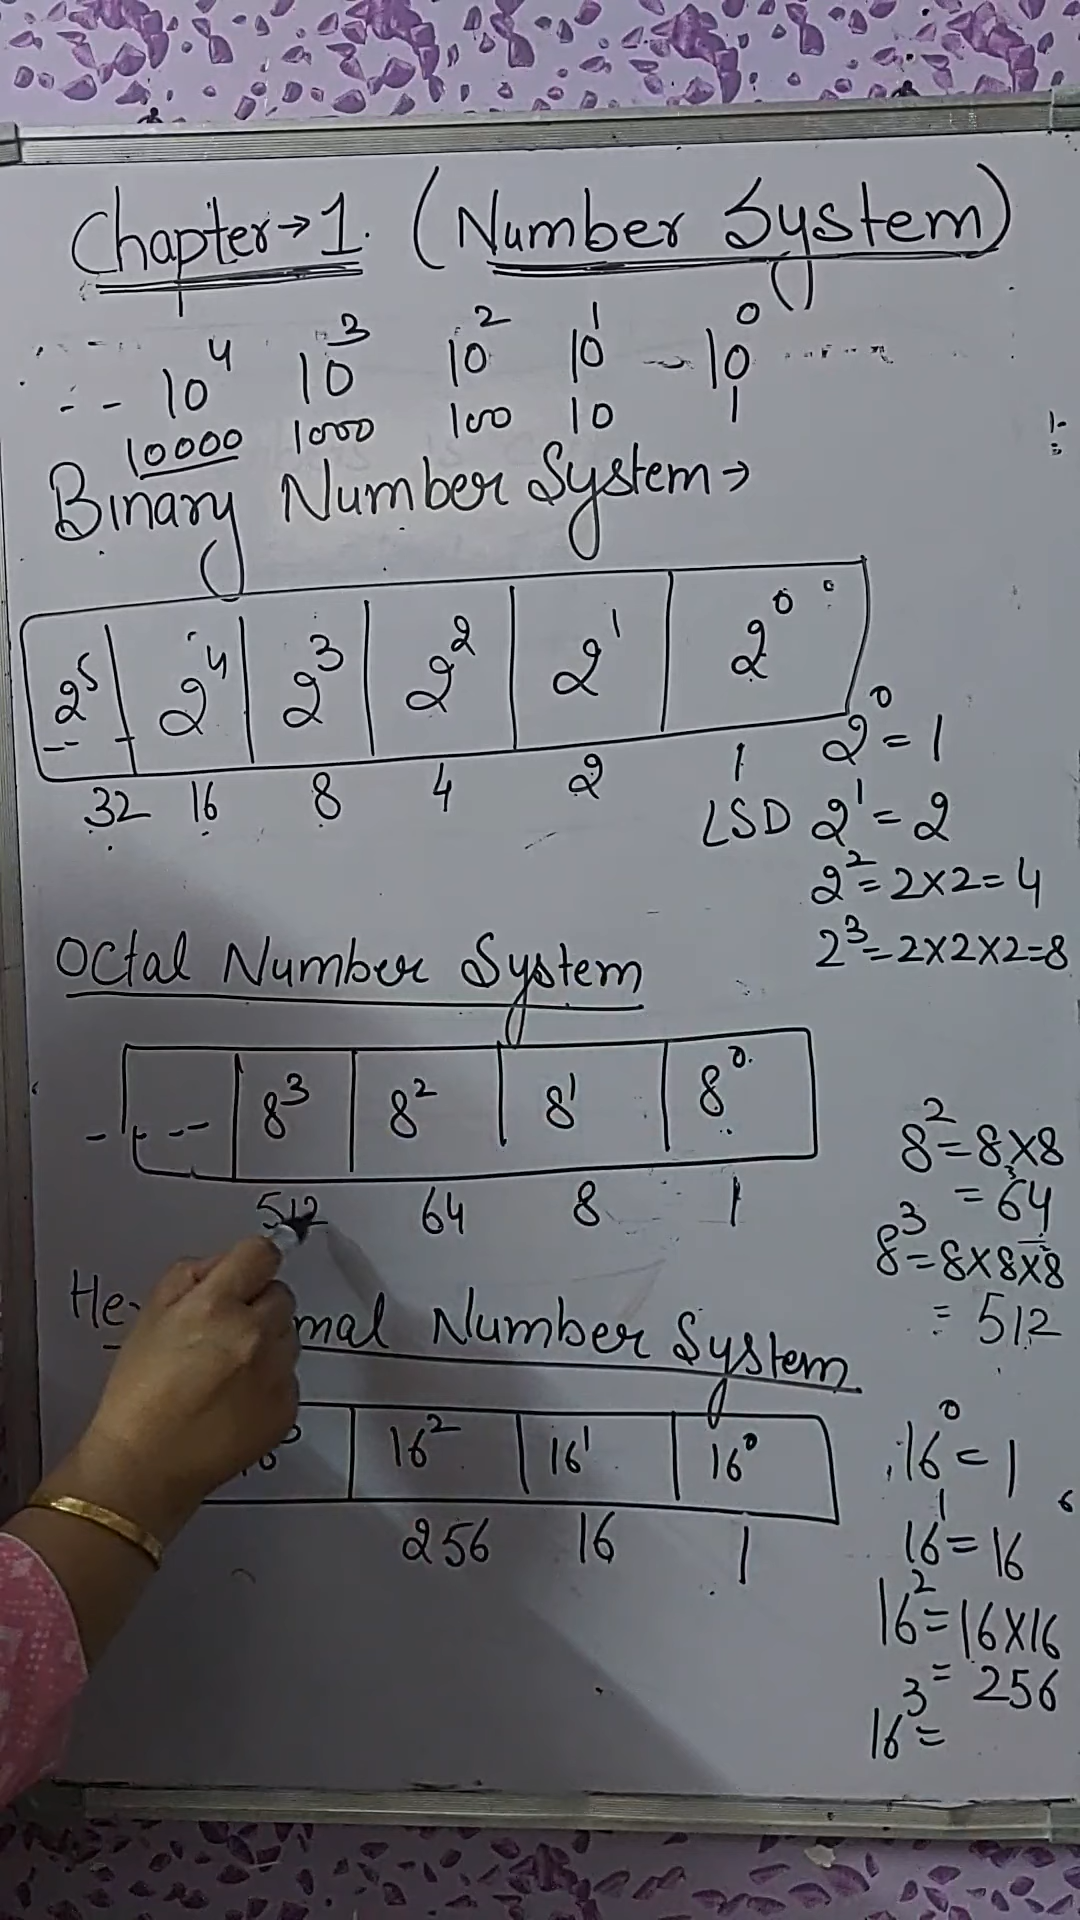 Chapter→1. (Number System)
-- 10⁴ 10³ 10² 10¹ 10⁰
10000 1000 100 10 1
Binary Number System→
2⁵ 2⁴ 2³ 2² 2¹ 2⁰
32 16 8 4 2 1
LSD
2⁰=1
2¹=2
2²=2×2=4
2³=2×2×2=8
Octal Number System
---- 8³ 8² 8¹ 8⁰
512 64 8 1
8²=8×8
=64
8³=8×8×8
=512
He mal Number System
16² 16¹ 16⁰
256 16 1
16⁰=1
16¹=16
16²=16×16
=256
16³=